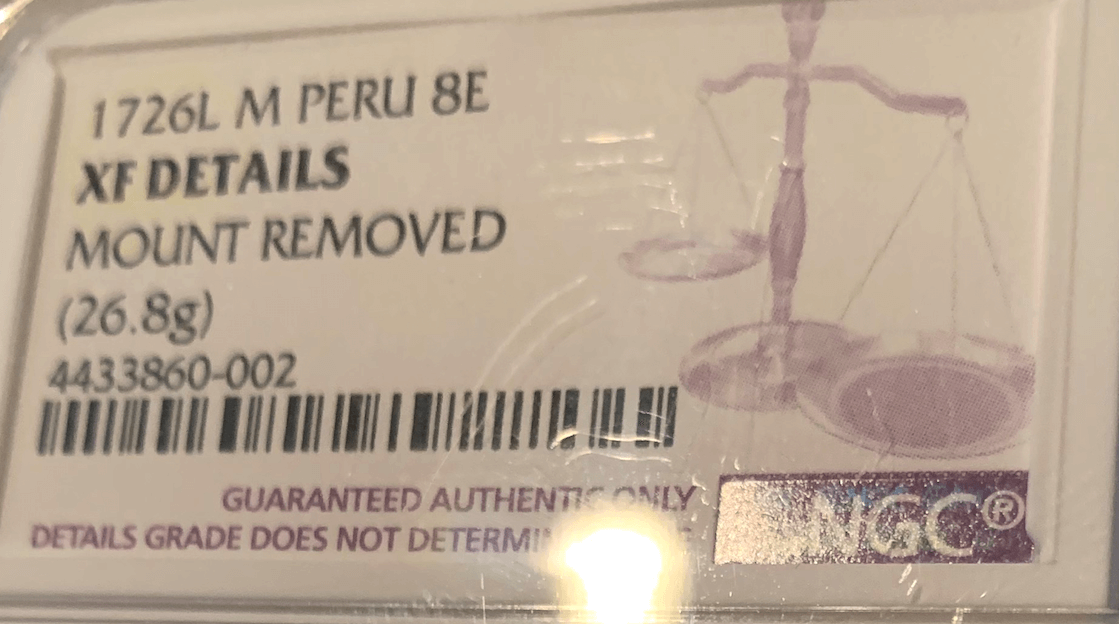 1726L M PERU 8E
XF DETAILS
MOUNT REMOVED
(26.8g)
4433860-002
GUARANTEED AUTHENTIC ONLY
DETAILS GRADE DOES NOT
NGC®